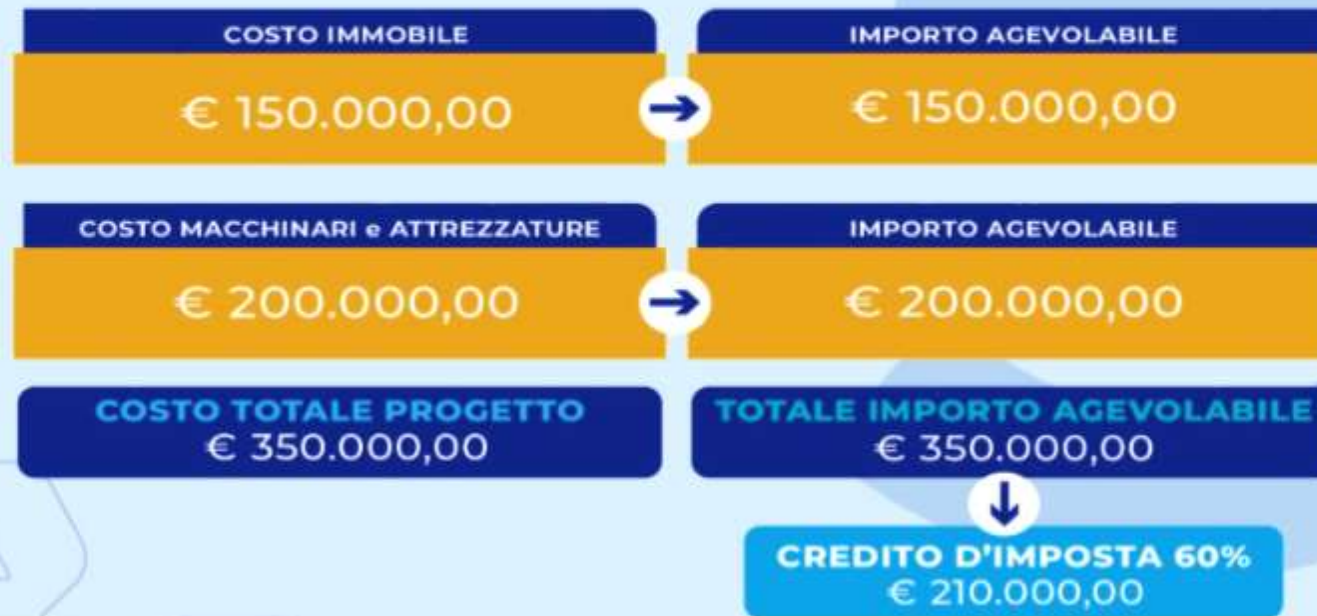 COSTO IMMOBILE
€ 150.000,00
IMPORTO AGEVOLABILE
€ 150.000,00
COSTO MACCHINARI e ATTREZZATURE
€ 200.000,00
IMPORTO AGEVOLABILE
€ 200.000,00
COSTO TOTALE PROGETTO
€ 350.000,00
TOTALE IMPORTO AGEVOLABILE
€ 350.000,00
CREDITO D'IMPOSTA 60%
€ 210.000,00